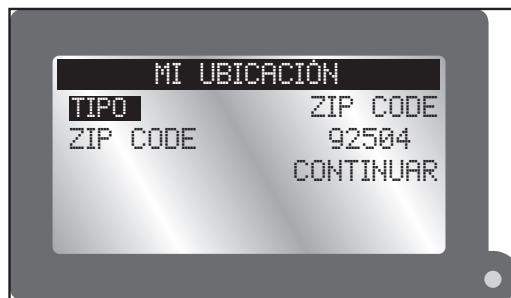 MI UBICACIÓN
TIPO ZIP CODE
ZIP CODE 92504
CONTINUAR